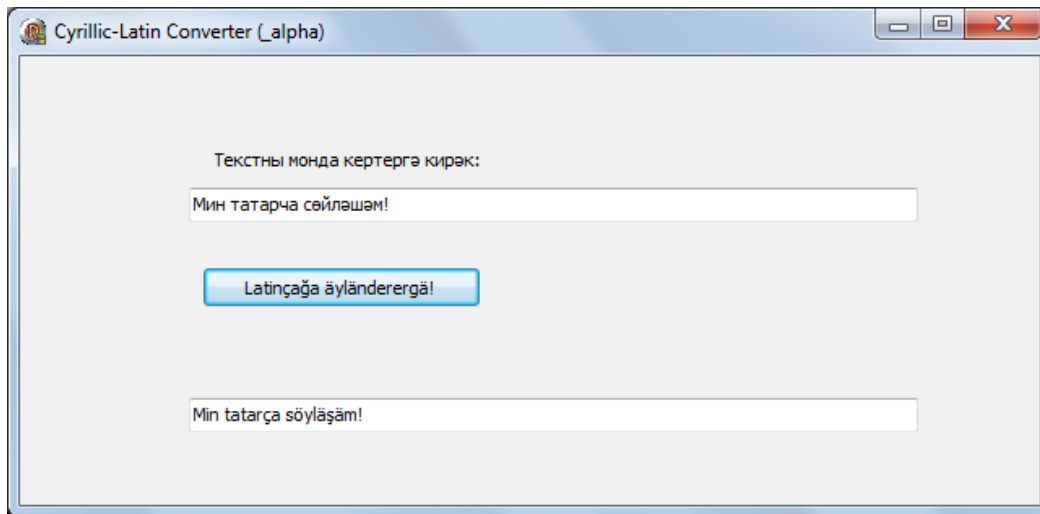 Cyrillic-Latin Converter (_alpha)
Текстны монда кертергә кирәк:
Мин татарча сөйләшәм!
Latinçağa äyländerergä!
Min tatarça söyläşäm!